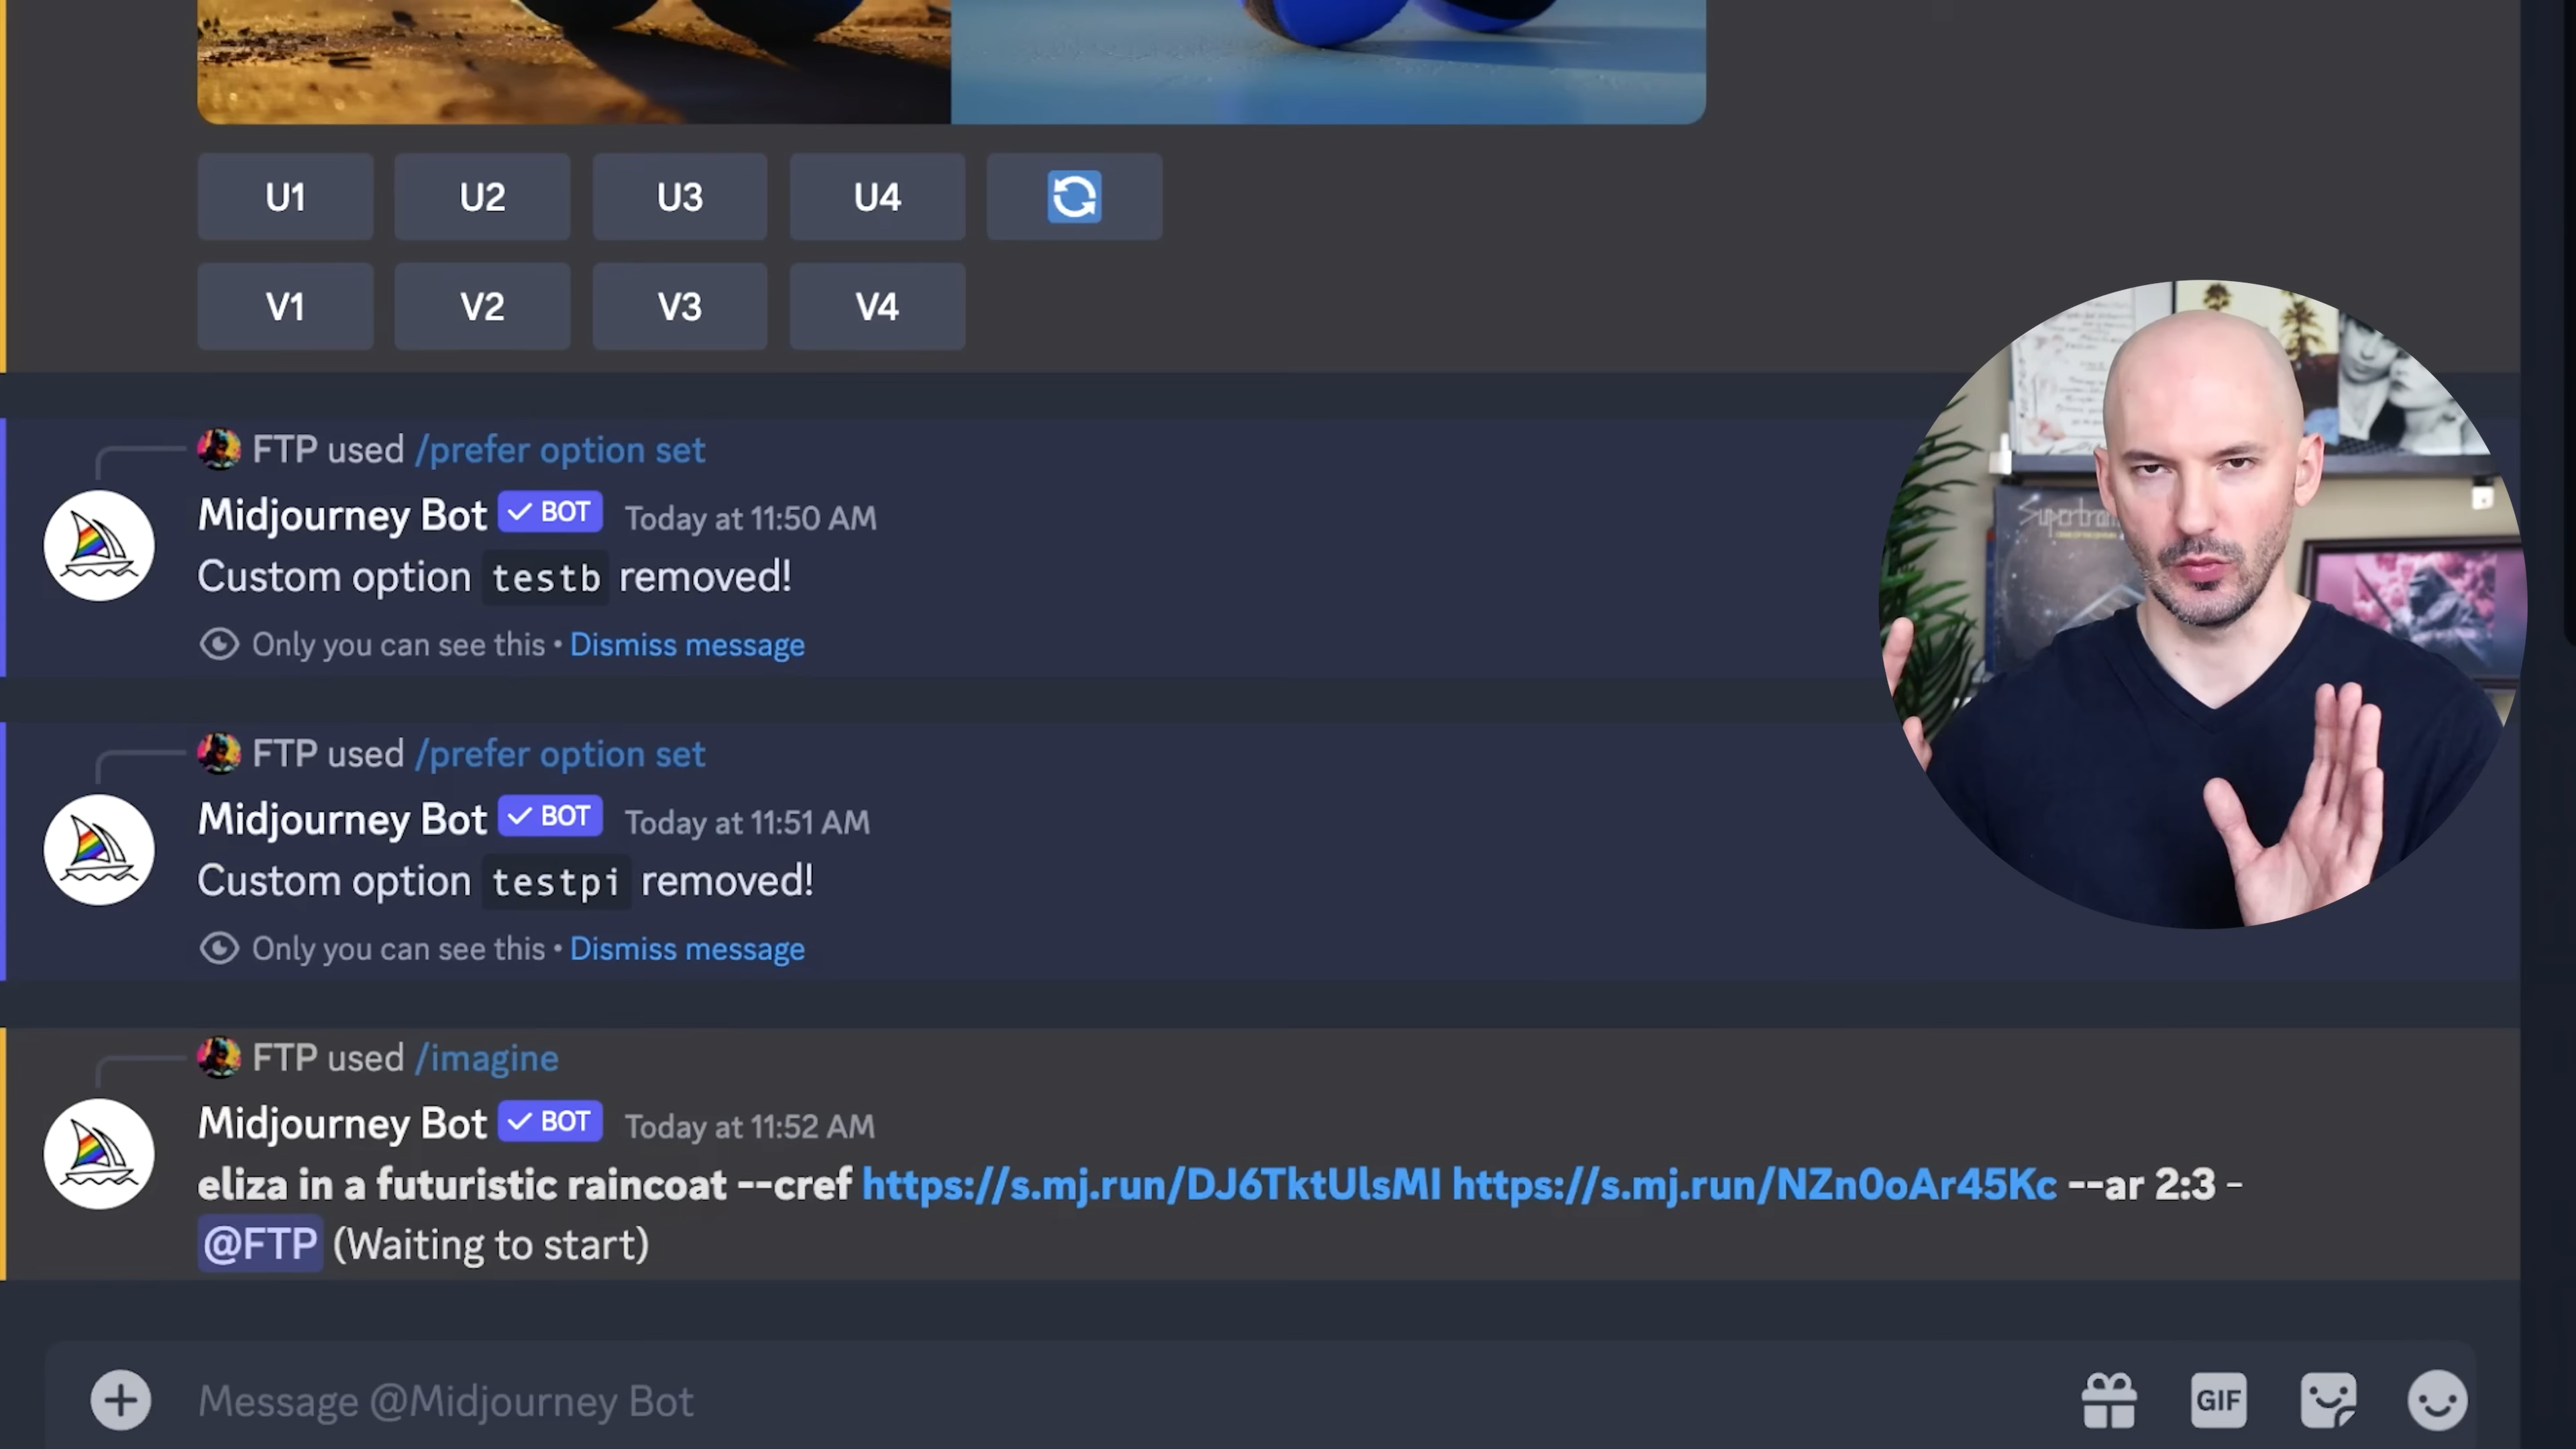 U1 U2 U3 U4
V1 V2 V3 V4
FTP used /prefer option set
Midjourney Bot ✓ BOT Today at 11:50 AM
Custom option testb removed!
Only you can see this • Dismiss message
FTP used /prefer option set
Midjourney Bot ✓ BOT Today at 11:51 AM
Custom option testpi removed!
Only you can see this • Dismiss message
FTP used /imagine
Midjourney Bot ✓ BOT Today at 11:52 AM
eliza in a futuristic raincoat --cref https://s.mj.run/DJ6TktUlsMI https://s.mj.run/NZn0oAr45Kc --ar 2:3 -
@FTP (Waiting to start)
Message @Midjourney Bot
GIF